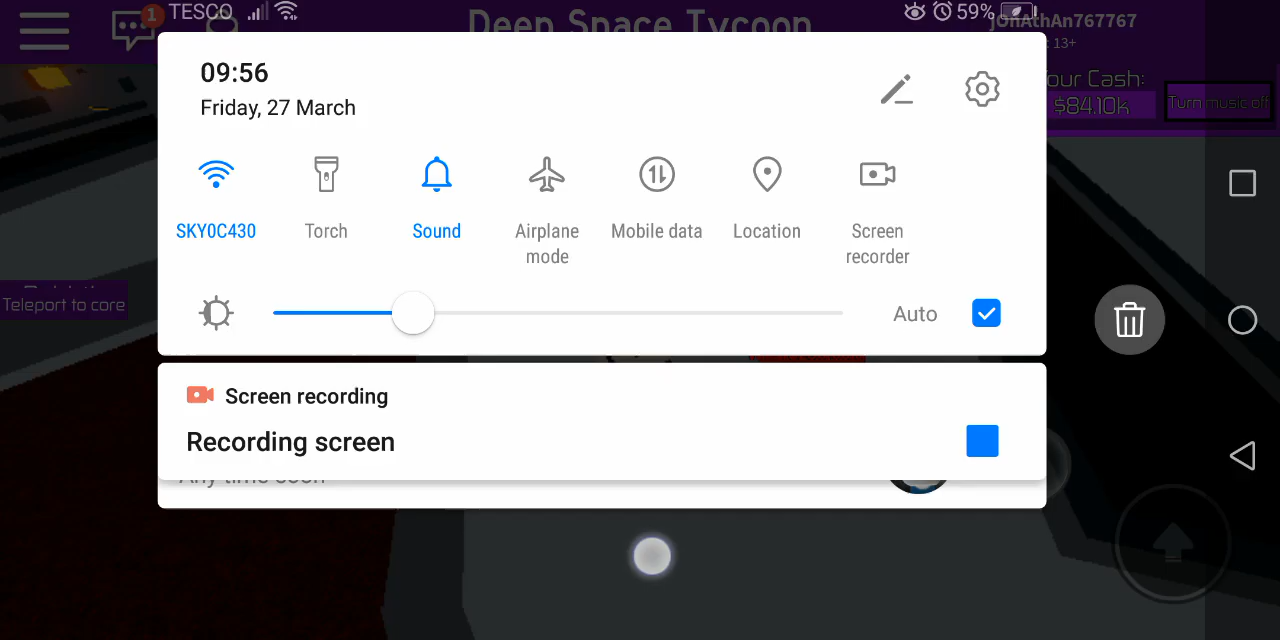 TESCO
59%
1
Deep Space Tycoon
jOnAthAn767767
13+
our Cash:
$84.10k
Turn music off
09:56
Friday, 27 March
SKY0C430
Torch
Sound
Airplane mode
Mobile data
Location
Screen recorder
Teleport to core
Auto
Screen recording
Recording screen
Any time soon